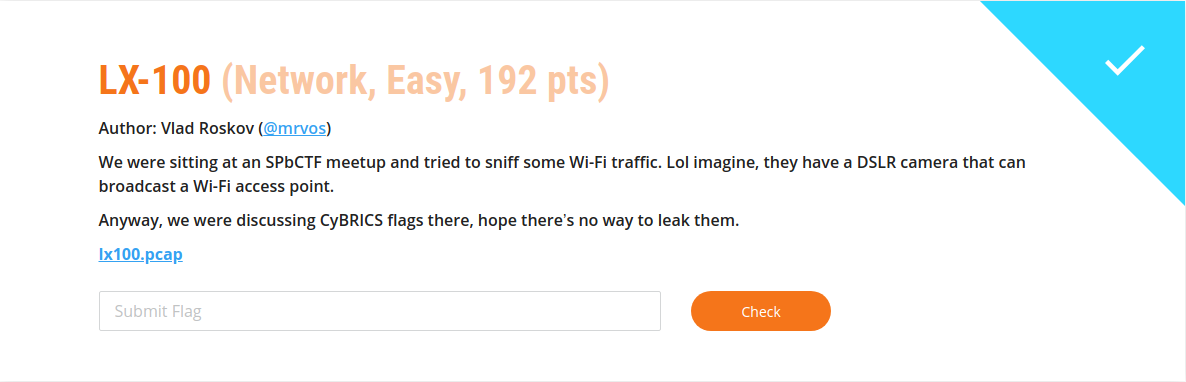 LX-100 (Network, Easy, 192 pts)
Author: Vlad Roskov (@mrvos)
We were sitting at an SPbCTF meetup and tried to sniff some Wi-Fi traffic. Lol imagine, they have a DSLR camera that can
broadcast a Wi-Fi access point.
Anyway, we were discussing CyBRICS flags there, hope there's no way to leak them.
lx100.pcap
Submit Flag
Check